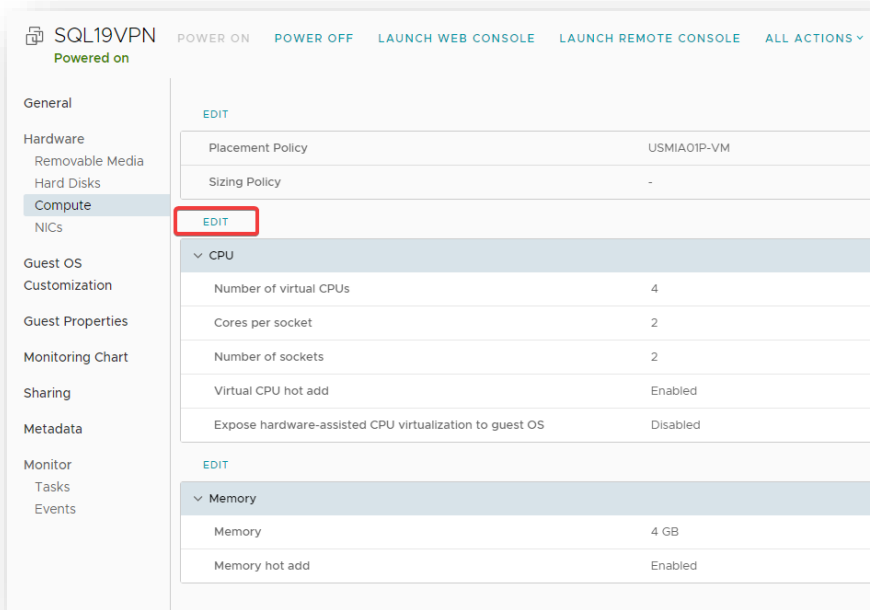 SQL19VPN POWER ON POWER OFF LAUNCH WEB CONSOLE LAUNCH REMOTE CONSOLE ALL ACTIONS
Powered on
General
Hardware
Removable Media
Hard Disks
Compute
NICs
Guest OS
Customization
Guest Properties
Monitoring Chart
Sharing
Metadata
Monitor
Tasks
Events
EDIT
Placement Policy USMIA01P-VM
Sizing Policy -
EDIT
CPU
Number of virtual CPUs 4
Cores per socket 2
Number of sockets 2
Virtual CPU hot add Enabled
Expose hardware-assisted CPU virtualization to guest OS Disabled
EDIT
Memory
Memory 4 GB
Memory hot add Enabled